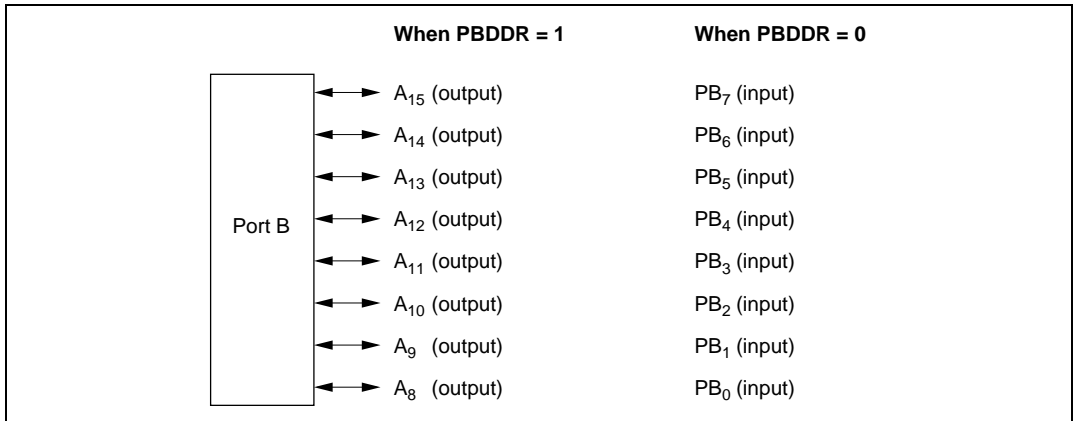 When PBDDR = 1 When PBDDR = 0
A15 (output) PB7 (input)
A14 (output) PB6 (input)
A13 (output) PB5 (input)
Port B A12 (output) PB4 (input)
A11 (output) PB3 (input)
A10 (output) PB2 (input)
A9 (output) PB1 (input)
A8 (output) PB0 (input)